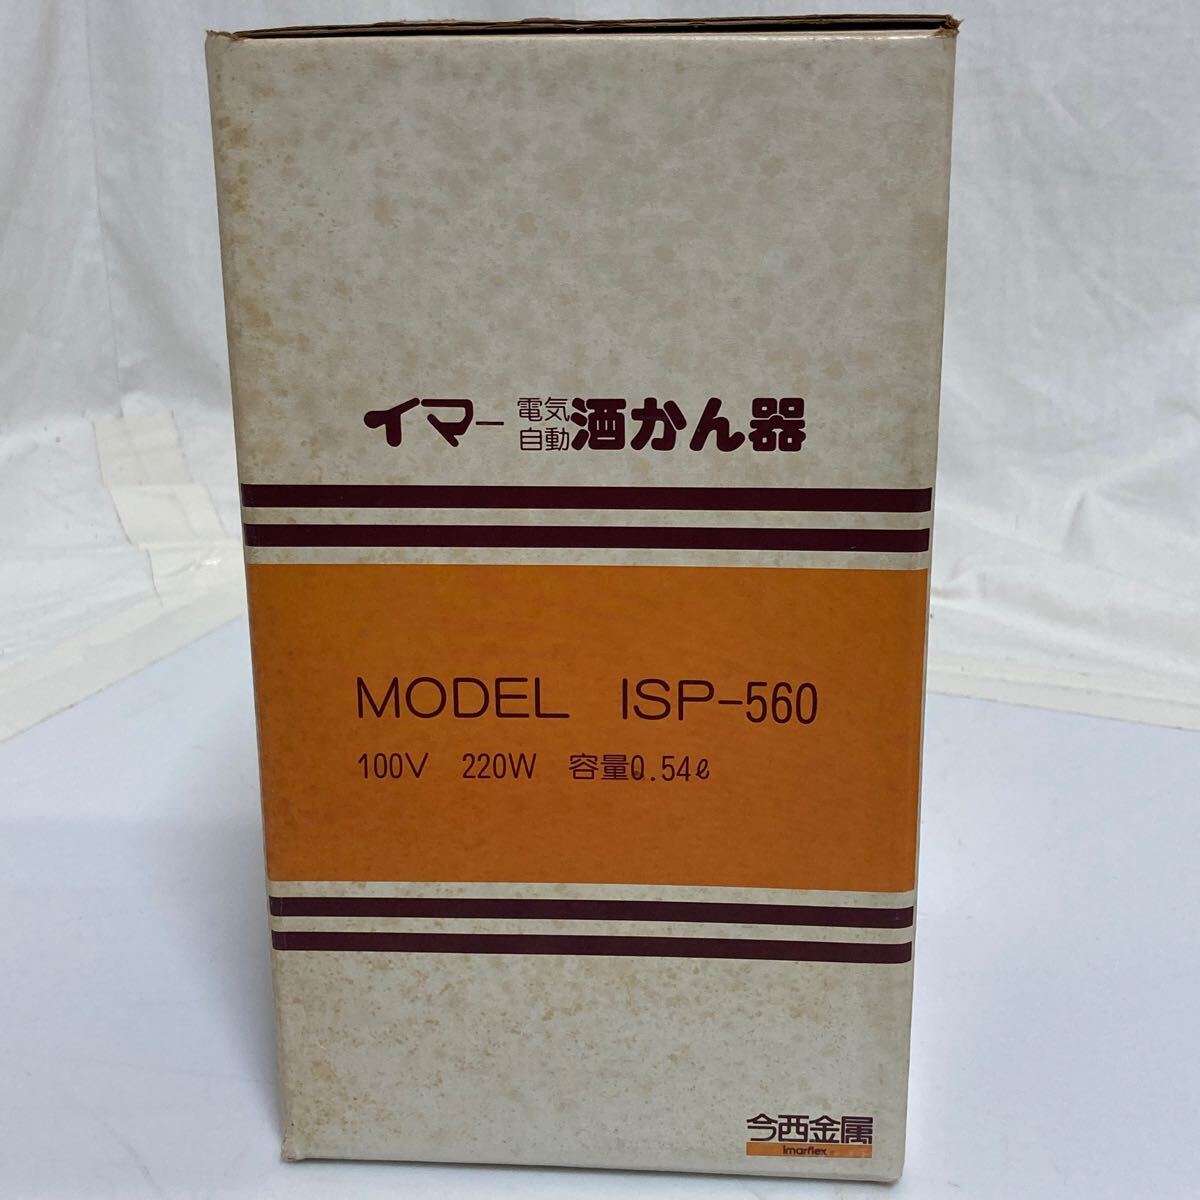 イマー 電気自動 酒かん器
MODEL ISP-560
100V 220W 容量0.54ℓ
今西金属
imarflex